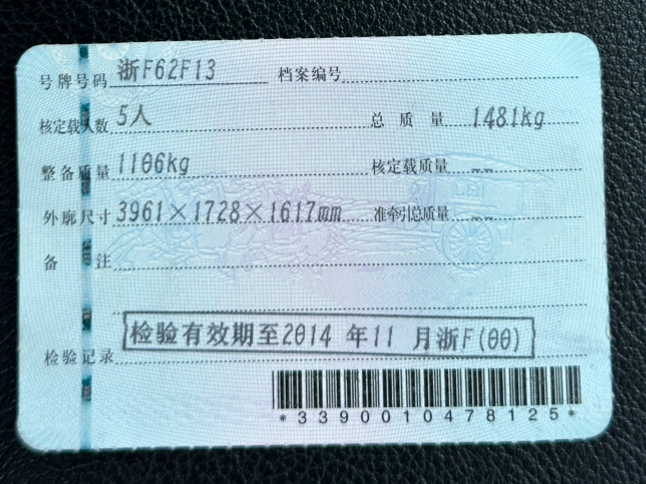 号牌号码 浙F62F13 档案编号
核定载人数 5人 总质量 1481kg
整备质量 1106kg 核定载质量 --
外廓尺寸 3961×1728×1617mm 准牵引总质量 --
备注
检验有效期至2014 年11 月浙F(00)
检验记录
*3390010478125*